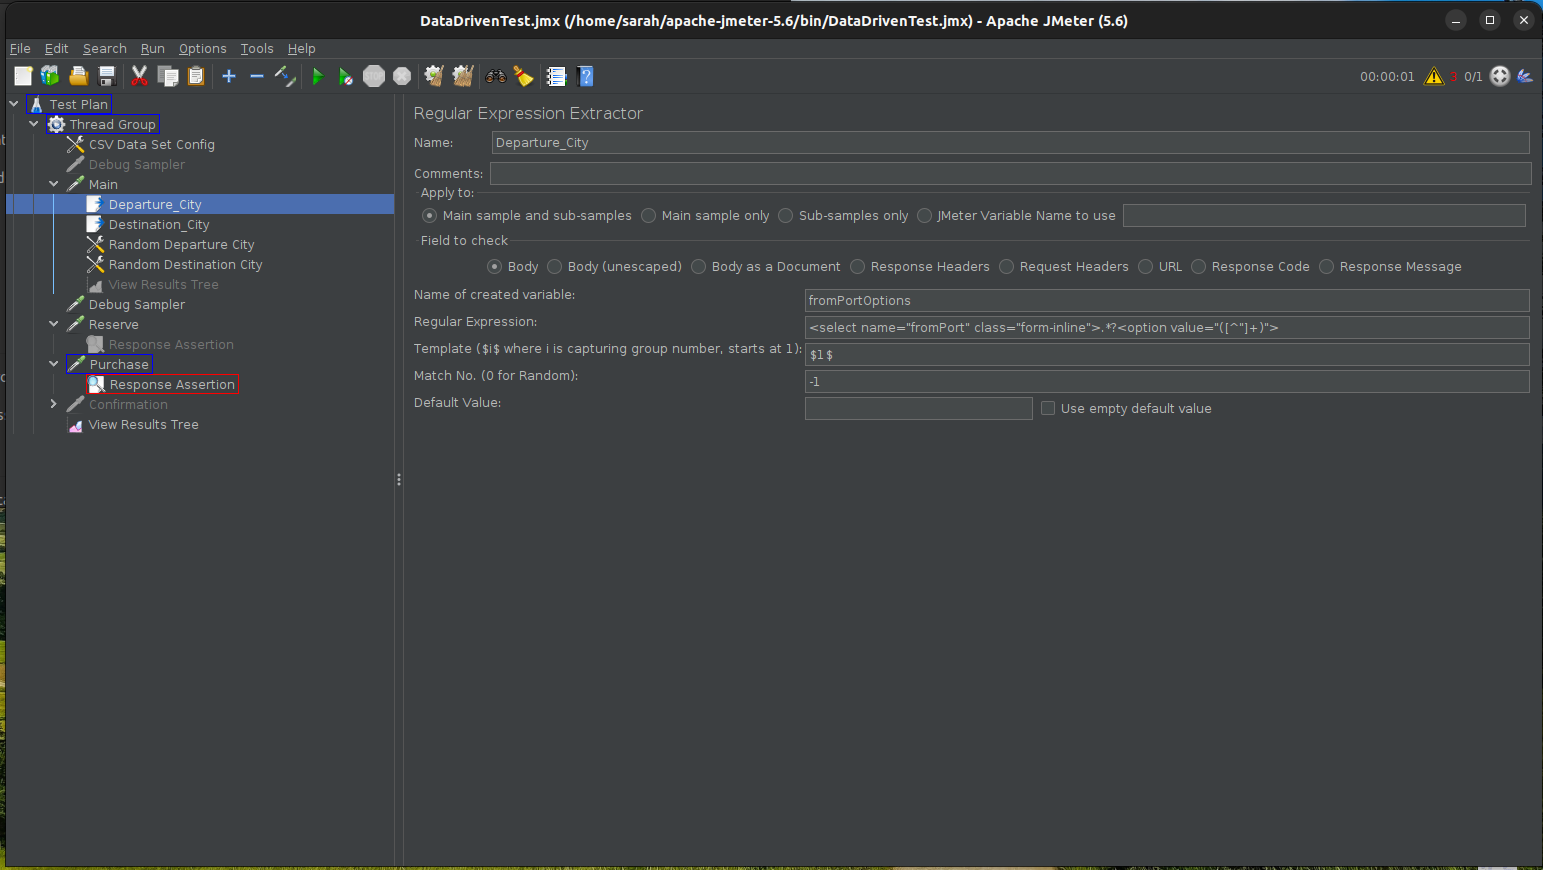 DataDrivenTest.jmx (/home/sarah/apache-jmeter-5.6/bin/DataDrivenTest.jmx) - Apache JMeter (5.6)
File Edit Search Run Options Tools Help
00:00:01 3 0/1
Test Plan
Thread Group
CSV Data Set Config
Debug Sampler
Main
Departure_City
Destination_City
Random Departure City
Random Destination City
View Results Tree
Debug Sampler
Reserve
Response Assertion
Purchase
Response Assertion
Confirmation
View Results Tree
Regular Expression Extractor
Name: Departure_City
Comments:
Apply to:
Main sample and sub-samples Main sample only Sub-samples only JMeter Variable Name to use
Field to check
Body Body (unescaped) Body as a Document Response Headers Request Headers URL Response Code Response Message
Name of created variable: fromPortOptions
Regular Expression: <select name="fromPort" class="form-inline">.*?<option value="([^"]+)">
Template ($i$ where i is capturing group number, starts at 1): $1$
Match No. (0 for Random): -1
Default Value: Use empty default value